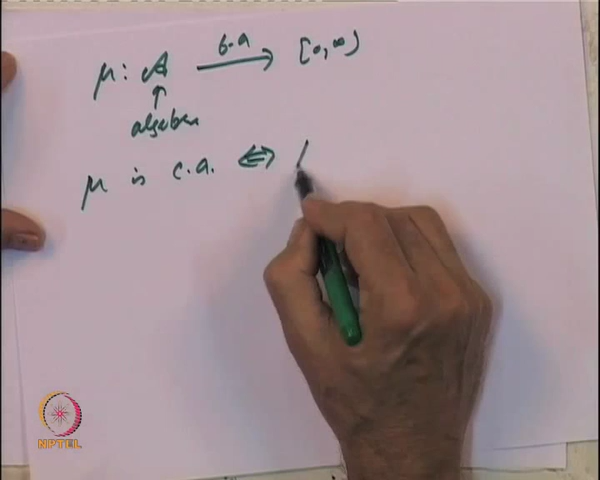 μ: 𝒜 —f.a→ [0,∞)
↑
algebra
μ is c.a. ⇔
NPTEL